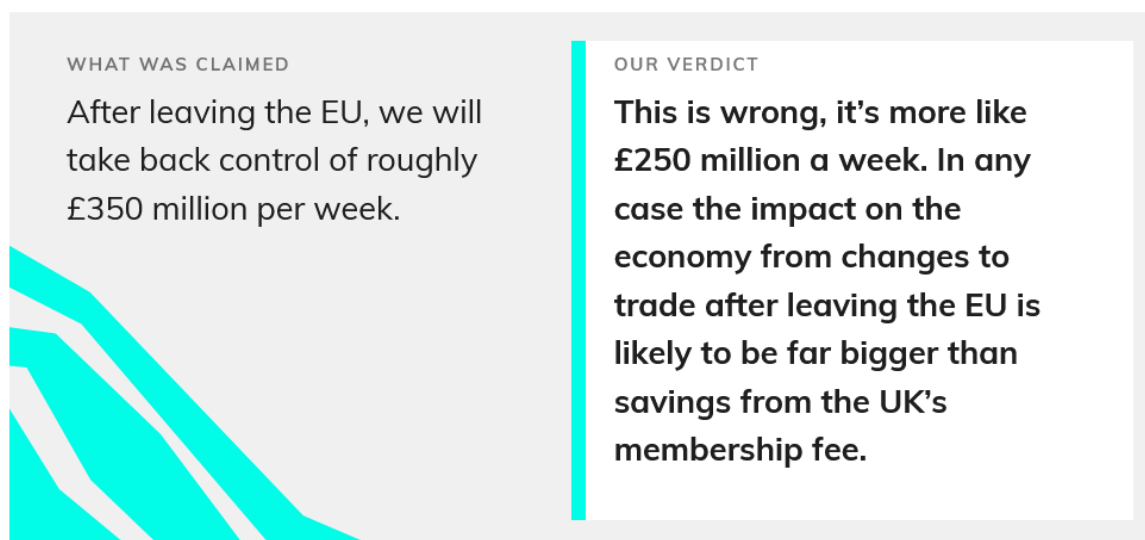 WHAT WAS CLAIMED
After leaving the EU, we will
take back control of roughly
£350 million per week.
OUR VERDICT
This is wrong, it’s more like
£250 million a week. In any
case the impact on the
economy from changes to
trade after leaving the EU is
likely to be far bigger than
savings from the UK’s
membership fee.